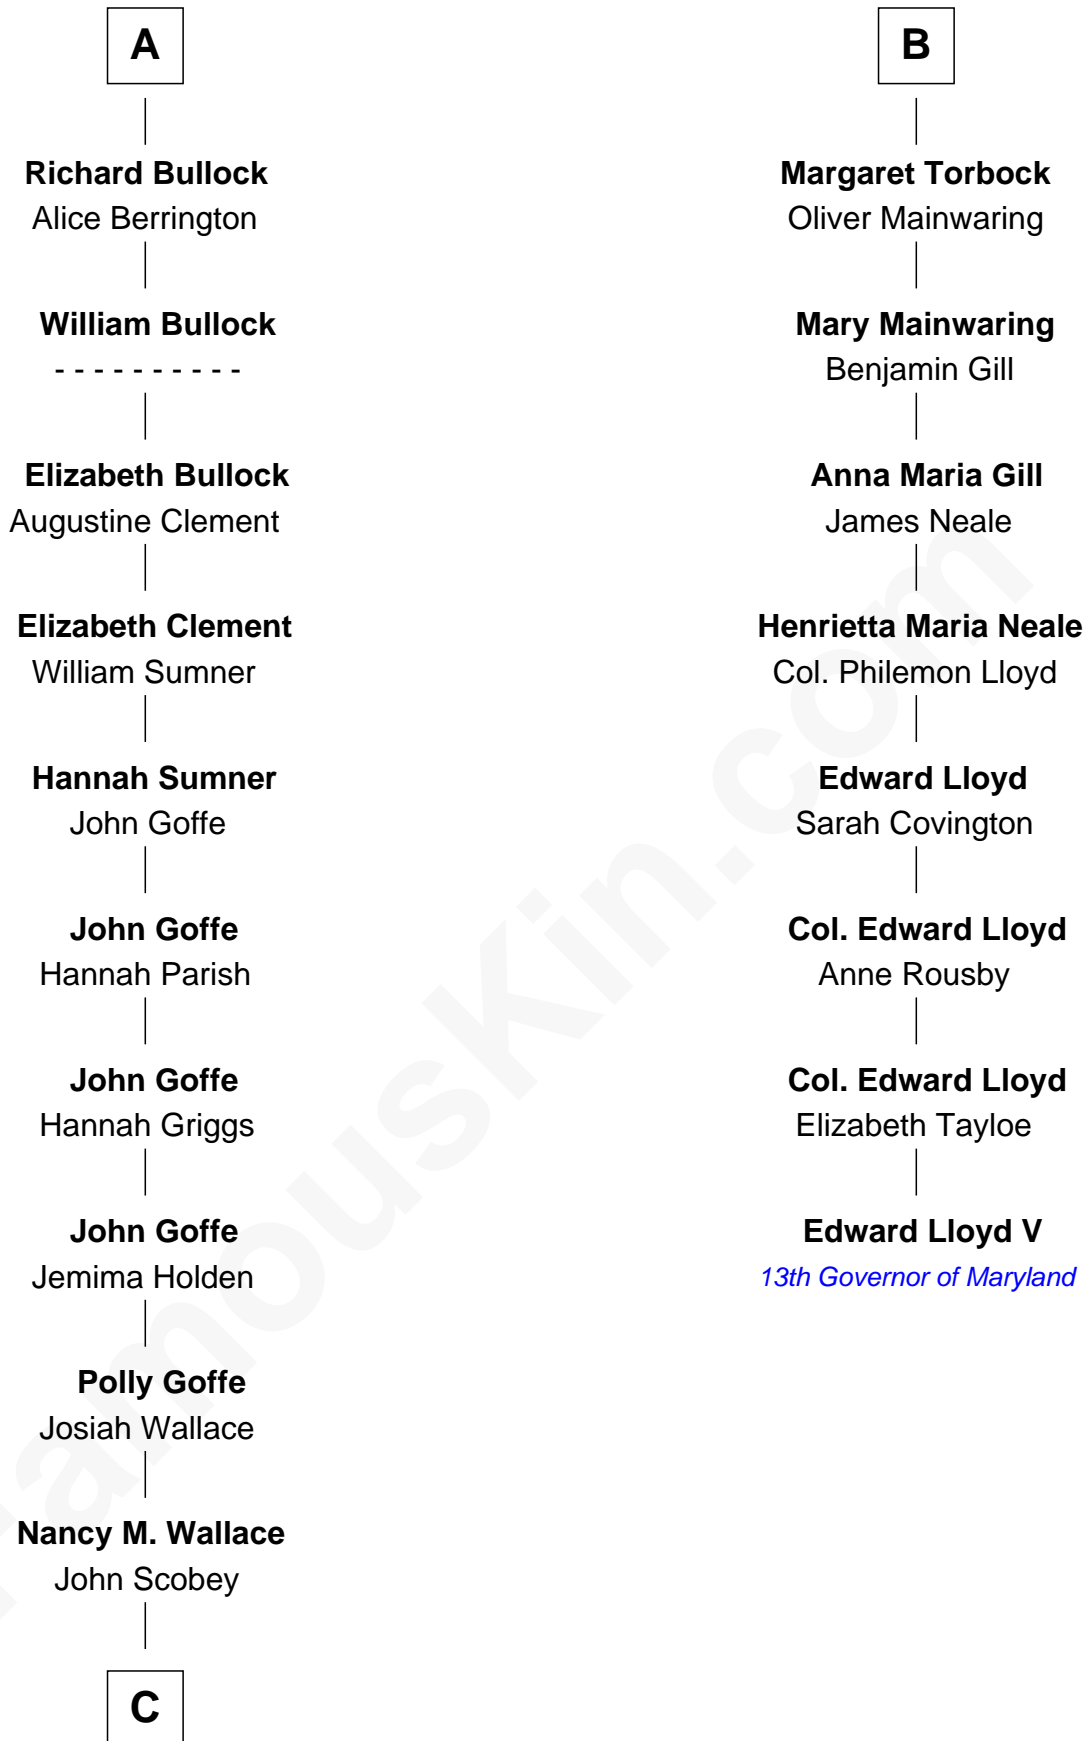 A
Richard Bullock
Alice Berrington
William Bullock
- - - - - - - - - -
Elizabeth Bullock
Augustine Clement
Elizabeth Clement
William Sumner
Hannah Sumner
John Goffe
John Goffe
Hannah Parish
John Goffe
Hannah Griggs
John Goffe
Jemima Holden
Polly Goffe
Josiah Wallace
Nancy M. Wallace
John Scobey
C
B
Margaret Torbock
Oliver Mainwaring
Mary Mainwaring
Benjamin Gill
Anna Maria Gill
James Neale
Henrietta Maria Neale
Col. Philemon Lloyd
Edward Lloyd
Sarah Covington
Col. Edward Lloyd
Anne Rousby
Col. Edward Lloyd
Elizabeth Tayloe
Edward Lloyd V
13th Governor of Maryland
FamousKin.com